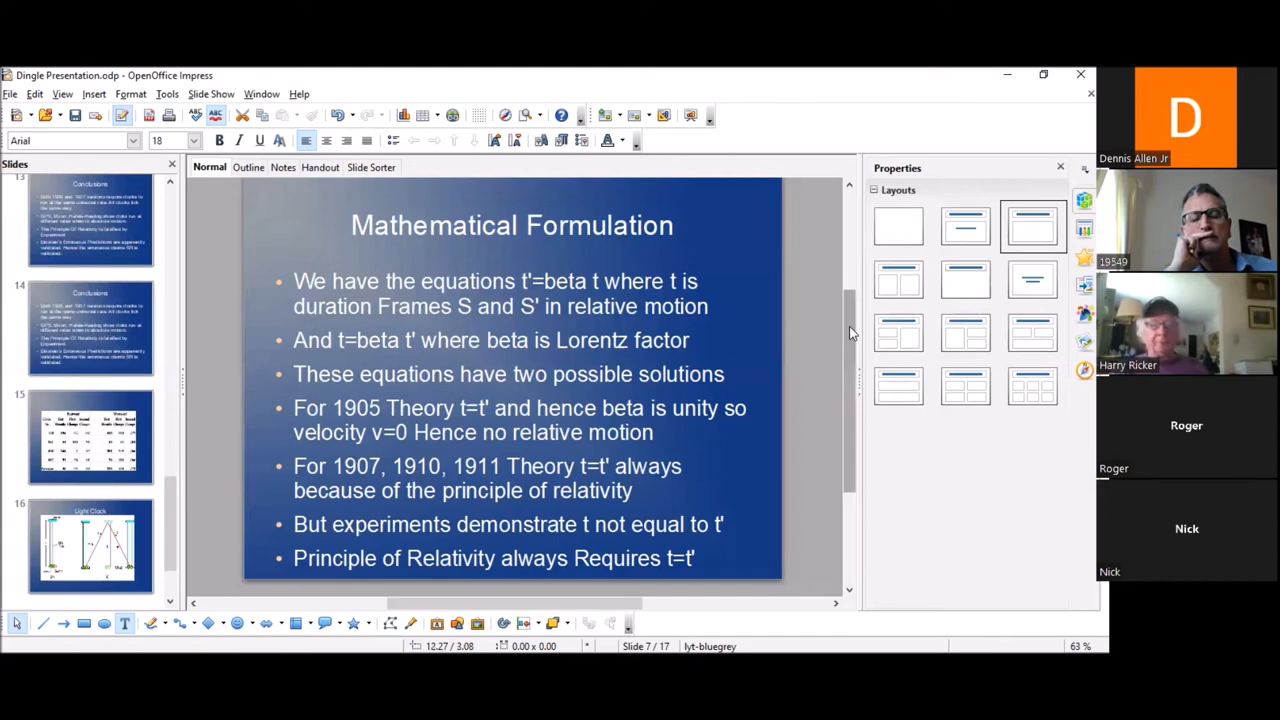 Dingle Presentation.odp - OpenOffice Impress
File Edit View Insert Format Tools Slide Show Window Help
Arial 18
Slides
Normal Outline Notes Handout Slide Sorter
Properties
Layouts
13
Conclusions
14
Conclusions
15
16
Light Clock
Mathematical Formulation
• We have the equations t'=beta t where t is
duration Frames S and S' in relative motion
• And t=beta t' where beta is Lorentz factor
• These equations have two possible solutions
• For 1905 Theory t=t' and hence beta is unity so
velocity v=0 Hence no relative motion
• For 1907, 1910, 1911 Theory t=t' always
because of the principle of relativity
• But experiments demonstrate t not equal to t'
• Principle of Relativity always Requires t=t'
12.27 / 3.08 0.00 x 0.00 * Slide 7 / 17 lyt-bluegrey 63 %
D
Dennis Allen Jr
19549
Harry Ricker
Roger
Roger
Nick
Nick